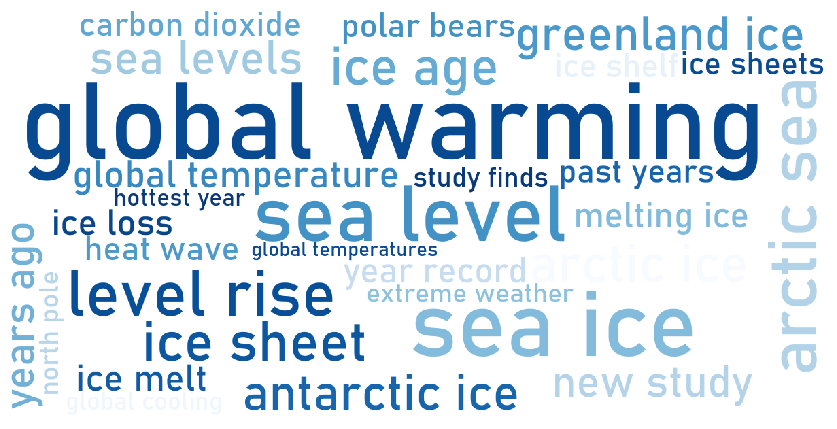 carbon dioxide
polar bears
greenland ice
sea levels
ice age
ice shelf
ice sheets
global warming
arctic sea
global temperature
study finds
past years
hottest year
ice loss
sea level
melting ice
heat wave
global temperatures
years ago
north pole
year record
arctic ice
level rise
extreme weather
ice sheet
sea ice
ice melt
antarctic ice
new study
global cooling